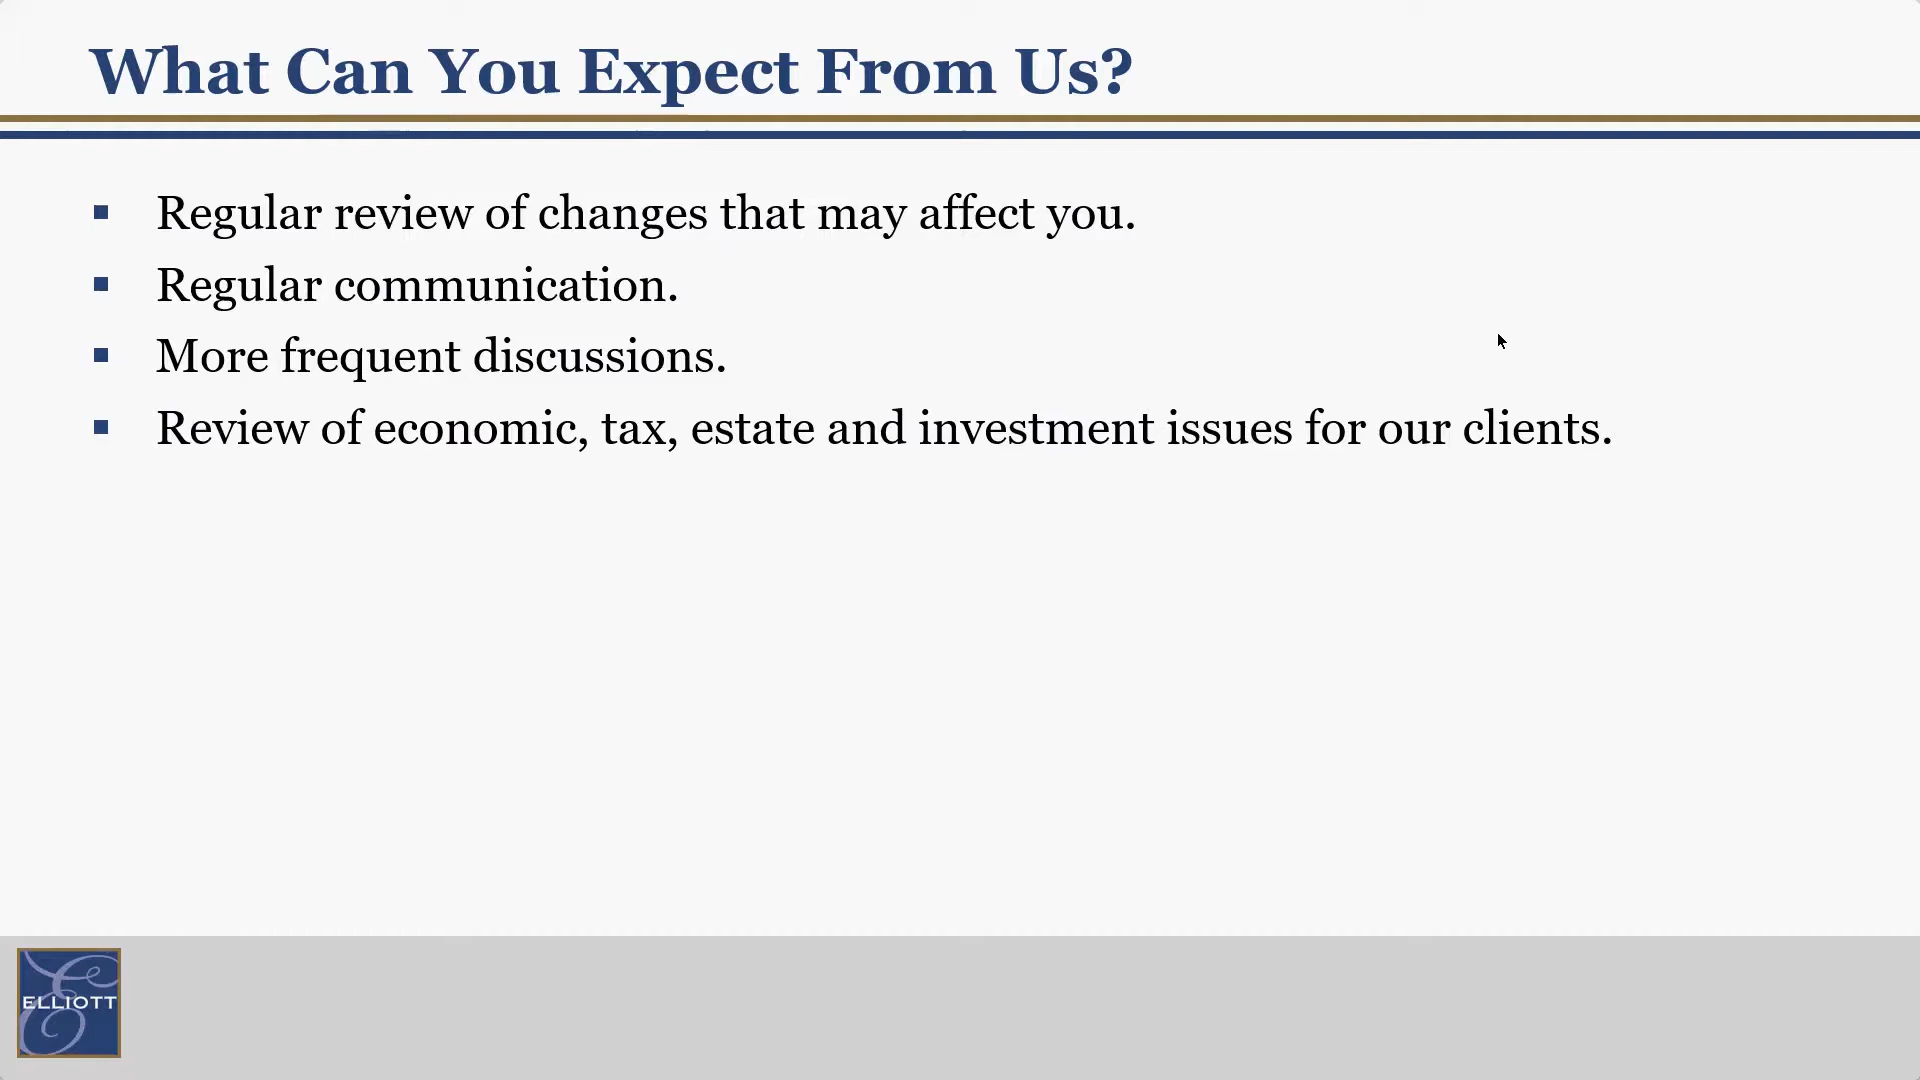 What Can You Expect From Us?
Regular review of changes that may affect you.
Regular communication.
More frequent discussions.
Review of economic, tax, estate and investment issues for our clients.
ELLIOTT